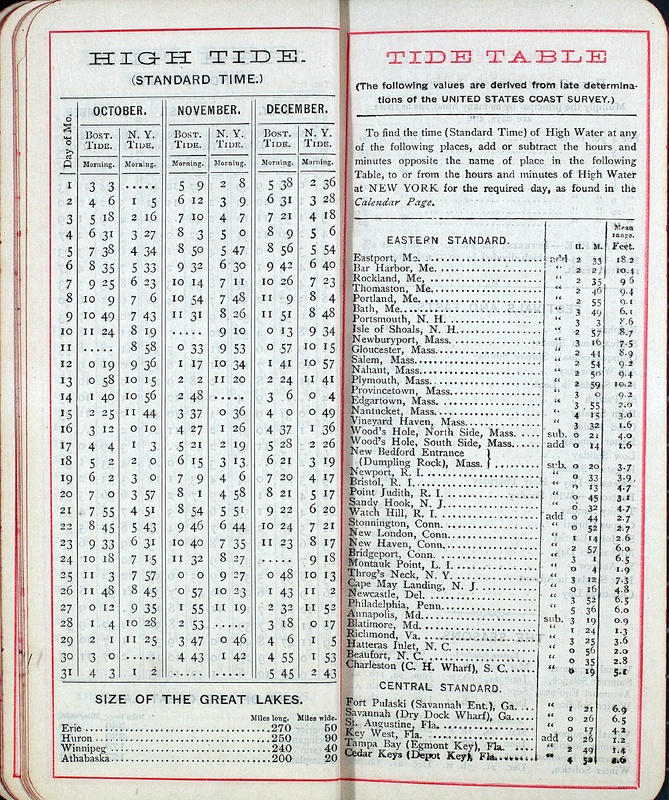 HIGH TIDE.
(STANDARD TIME.)
Day of Mo. OCTOBER. NOVEMBER. DECEMBER.
BOST. TIDE. N. Y. TIDE. BOST. TIDE. N. Y. TIDE. BOST. TIDE. N. Y. TIDE.
Morning. Morning. Morning. Morning. Morning. Morning.
1 3 3 ..... 5 9 2 8 5 38 2 36
2 4 6 1 5 6 12 3 9 6 31 3 28
3 5 18 2 16 7 10 4 7 7 21 4 18
4 6 31 3 27 8 3 5 0 8 9 5 6
5 7 38 4 34 8 50 5 47 8 56 5 54
6 8 35 5 33 9 32 6 30 9 42 6 40
7 9 25 6 23 10 14 7 11 10 26 7 23
8 10 9 7 6 10 54 7 48 11 9 8 4
9 10 49 7 43 11 31 8 26 11 51 8 48
10 11 24 8 19 ..... 9 10 0 13 9 34
11 ..... 8 58 0 33 9 53 0 57 10 15
12 0 19 9 36 1 17 10 34 1 41 10 57
13 0 58 10 15 2 2 11 20 2 24 11 41
14 1 40 10 56 2 48 ..... 3 6 0 4
15 2 25 11 44 3 37 0 36 4 0 0 49
16 3 12 0 10 4 27 1 26 4 37 1 36
17 4 4 1 3 5 21 2 19 5 28 2 26
18 5 2 2 0 6 15 3 13 6 21 3 19
19 6 2 3 1 7 9 4 6 7 20 4 17
20 7 0 3 57 8 1 4 58 8 21 5 17
21 7 55 4 51 8 54 5 51 9 22 6 20
22 8 45 5 43 9 46 6 44 10 24 7 21
23 9 33 6 31 10 40 7 35 11 23 8 17
24 10 18 7 15 11 32 8 27 ..... 9 18
25 11 3 7 57 0 0 9 27 0 48 10 13
26 11 48 8 45 0 57 10 23 1 43 11 2
27 0 12 9 35 1 55 11 19 2 32 11 52
28 1 4 10 28 2 53 ..... 3 18 0 17
29 2 1 11 25 3 47 0 46 4 6 1 5
30 3 0 ..... 4 43 1 42 4 55 1 53
31 4 3 1 2 5 45 2 43
SIZE OF THE GREAT LAKES.
Miles long. Miles wide.
Erie 270 50
Huron 250 90
Winnipeg 240 40
Athabaska 200 20
TIDE TABLE
(The following values are derived from late determina-
tions of the UNITED STATES COAST SURVEY.)
To find the time (Standard Time) of High Water at any
of the following places, add or subtract the hours and
minutes opposite the name of place in the following
Table, to or from the hours and minutes of High Water
at NEW YORK for the required day, as found in the
Calendar Page.
EASTERN STANDARD. H. M. Mean range. Feet.
Eastport, Me. add 2 33 18.2
Bar Harbor, Me. " 2 10.4
Rockland, Me. " 2 35 9.6
Thomaston, Me. " 2 46 9.4
Portland, Me. " 2 55 9.1
Bath, Me. " 3 49 6.1
Portsmouth, N. H. " 3 3 8.6
Isle of Shoals, N. H. " 2 57 8.7
Newburyport, Mass. " 3 16 7.5
Gloucester, Mass. " 2 44 8.9
Salem, Mass. " 2 54 9.2
Nahant, Mass. " 2 50 9.4
Plymouth, Mass. " 2 59 10.2
Provincetown, Mass. " 3 0 9.2
Edgartown, Mass. " 3 55 2.0
Nantucket, Mass. " 4 15 3.0
Vineyard Haven, Mass. " 3 32 1.6
Wood's Hole, North Side, Mass. sub. 0 21 4.0
Wood's Hole, South Side, Mass. add 0 14 1.6
New Bedford Entrance
(Dumpling Rock), Mass. } sub. 0 20 3.7
Newport, R. I. " 0 33 3.9
Bristol, R. I. " 0 13 4.7
Point Judith, R. I. " 0 45 3.1
Sandy Hook, N. J. " 0 32 4.7
Watch Hill, R. I. add 0 44 2.7
Stonnington, Conn. " 0 52 2.7
New London, Conn. " 1 14 2.6
New Haven, Conn. " 2 57 6.0
Bridgeport, Conn. " 3 1 6.5
Montauk Point, L. I. " 0 4 1.9
Throg's Neck, N. Y. " 3 12 7.3
Cape May Landing, N. J. " 0 16 4.8
Newcastle, Del. " 3 52 6.5
Philadelphia, Penn. " 5 36 6.0
Annapolis, Md. sub. 3 19 0.9
Blatimore, Md. " 1 24 1.3
Richmond, Va. " 3 25 3.6
Hatteras Inlet, N. C. " 0 56 2.0
Beaufort, N. C. " 0 35 2.8
Charleston (C. H. Wharf), S. C. " 0 19 5.1
CENTRAL STANDARD.
Fort Pulaski (Savannah Ent.), Ga. " 1 21 6.9
Savannah (Dry Dock Wharf), Ga. " 0 26 6.5
St. Augustine, Fla. " 0 17 4.2
Key West, Fla. add 0 26 1.2
Tampa Bay (Egmont Key), Fla. " 2 49 1.4
Cedar Keys (Depot Key), Fla. " 4